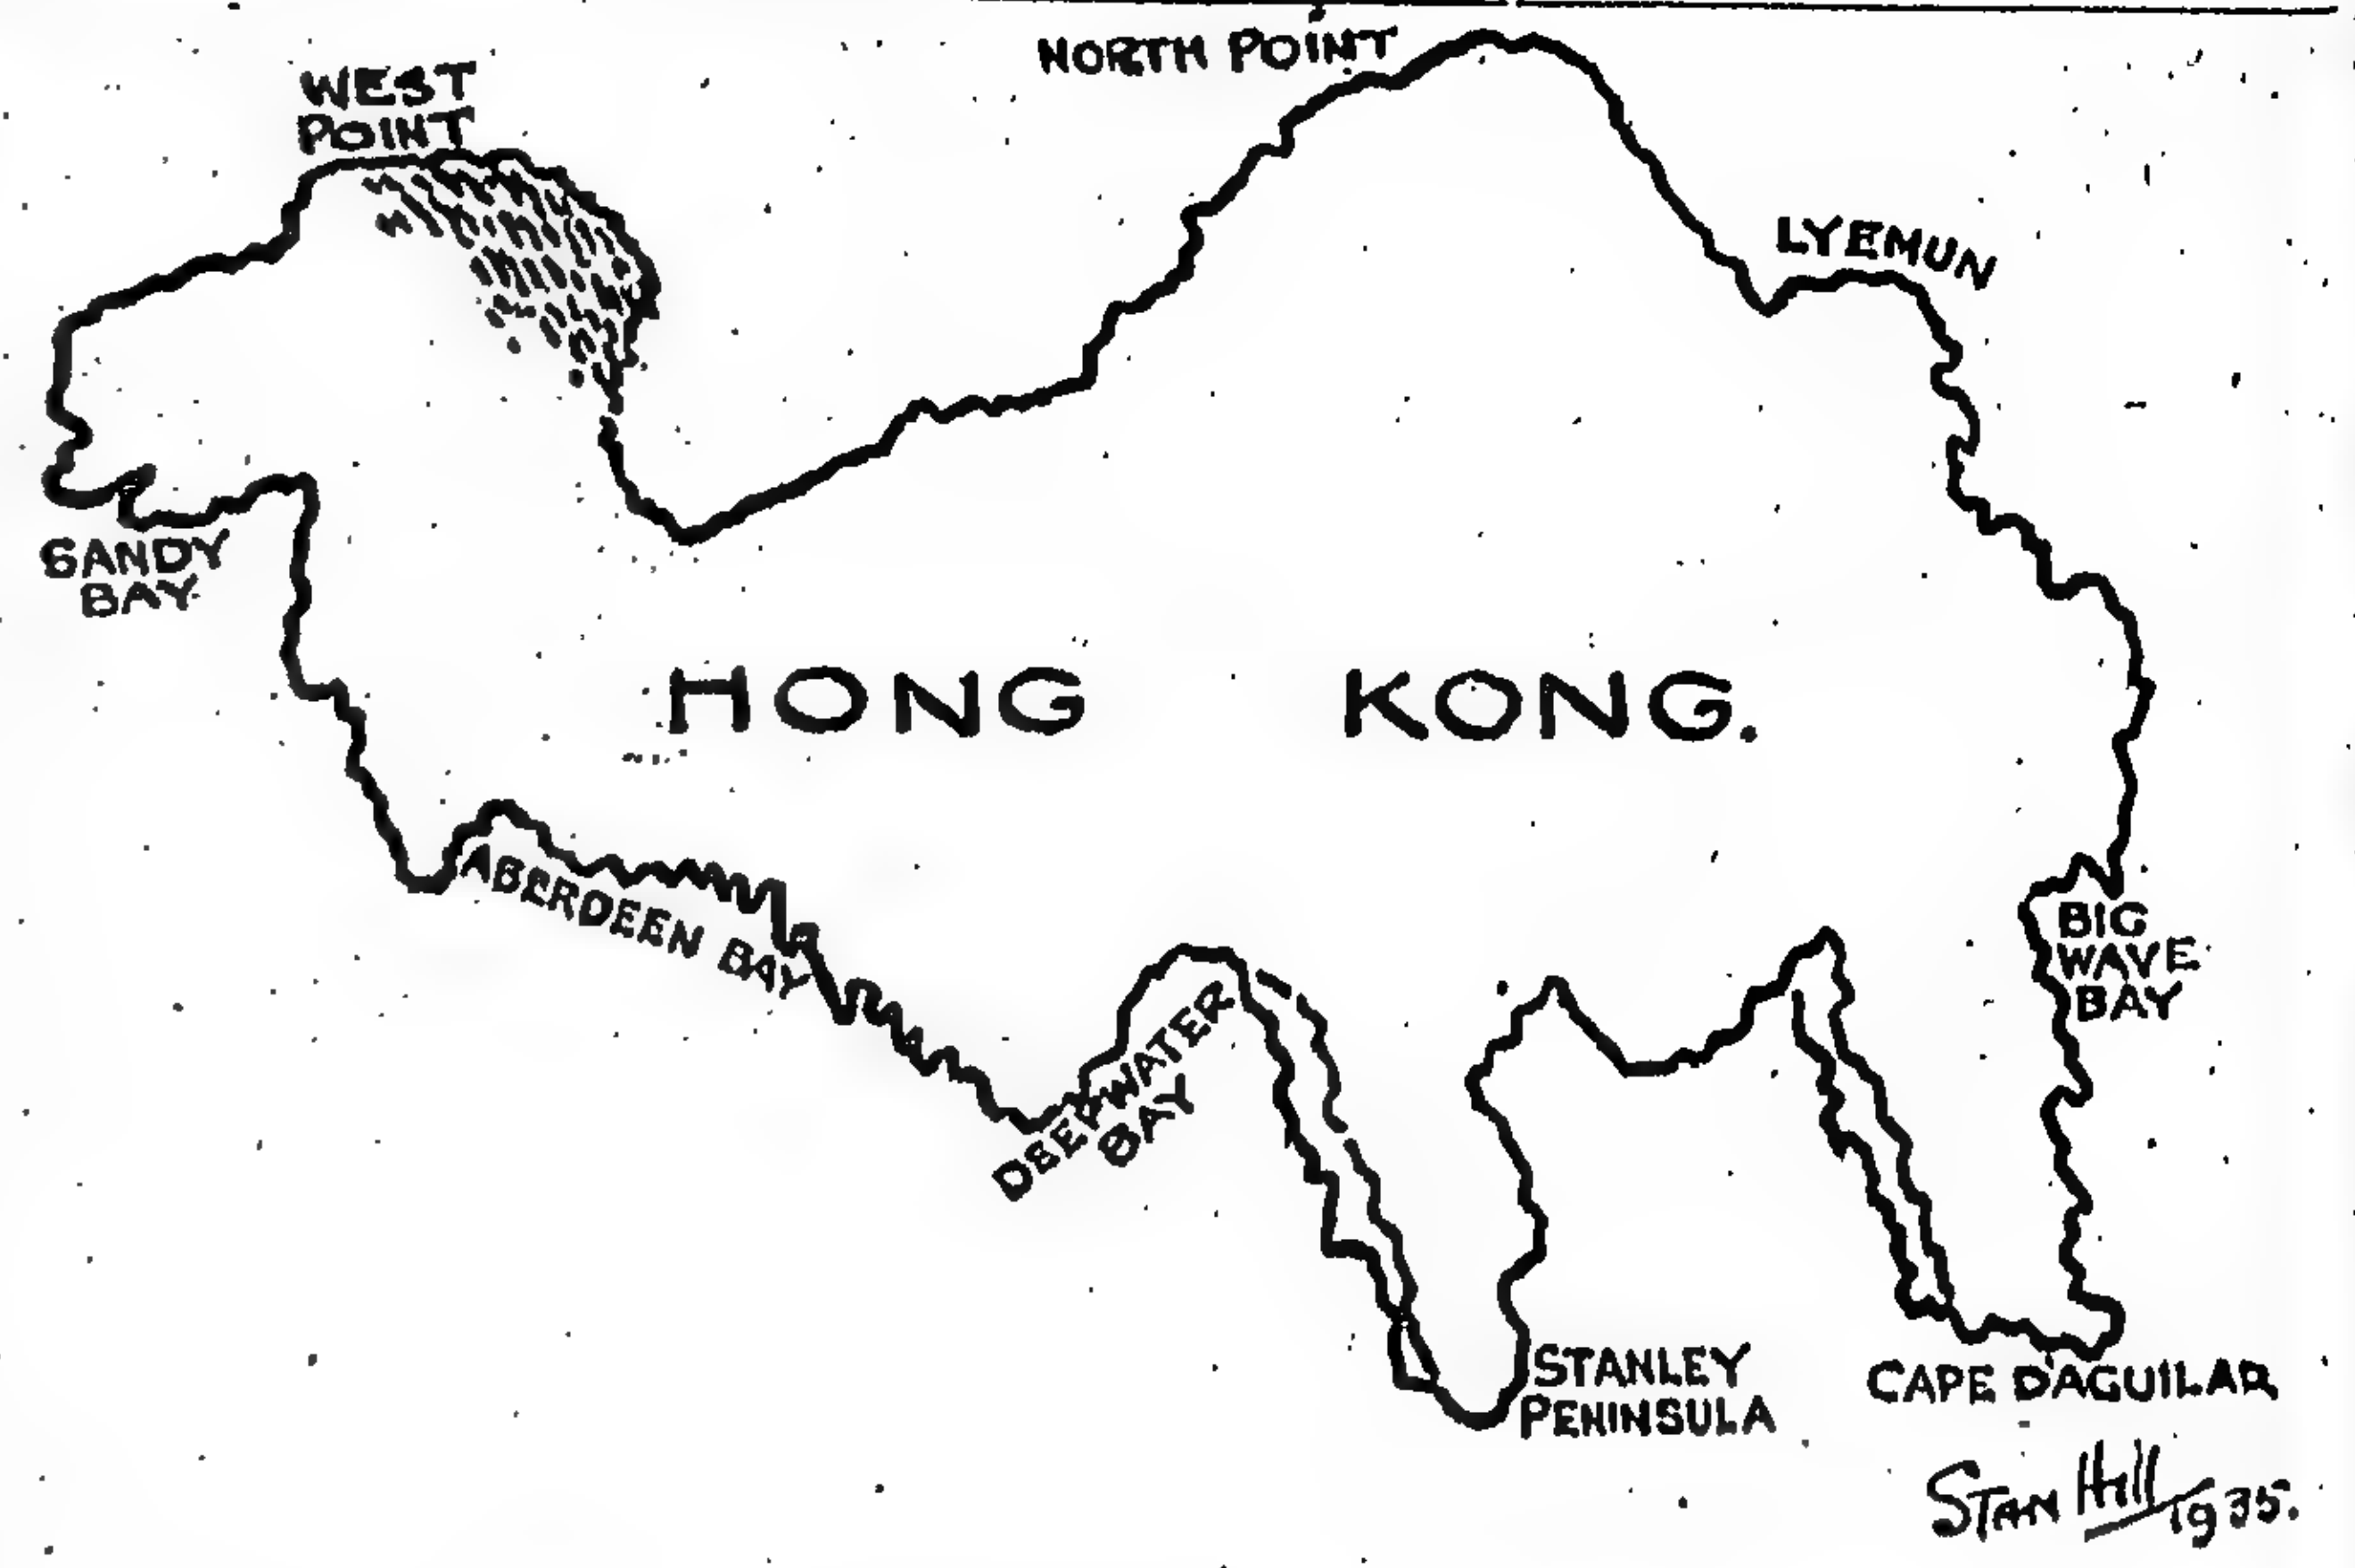 NORTH POINT
WEST
POINT
LYEMUN
SANDY
BAY
HONG KONG.
ABERDEEN BAY
BIG
WAVE
BAY
DEEPWATER
BAY
STANLEY
PENINSULA
CAPE D'AGUILAR
STAN Hill 1935.